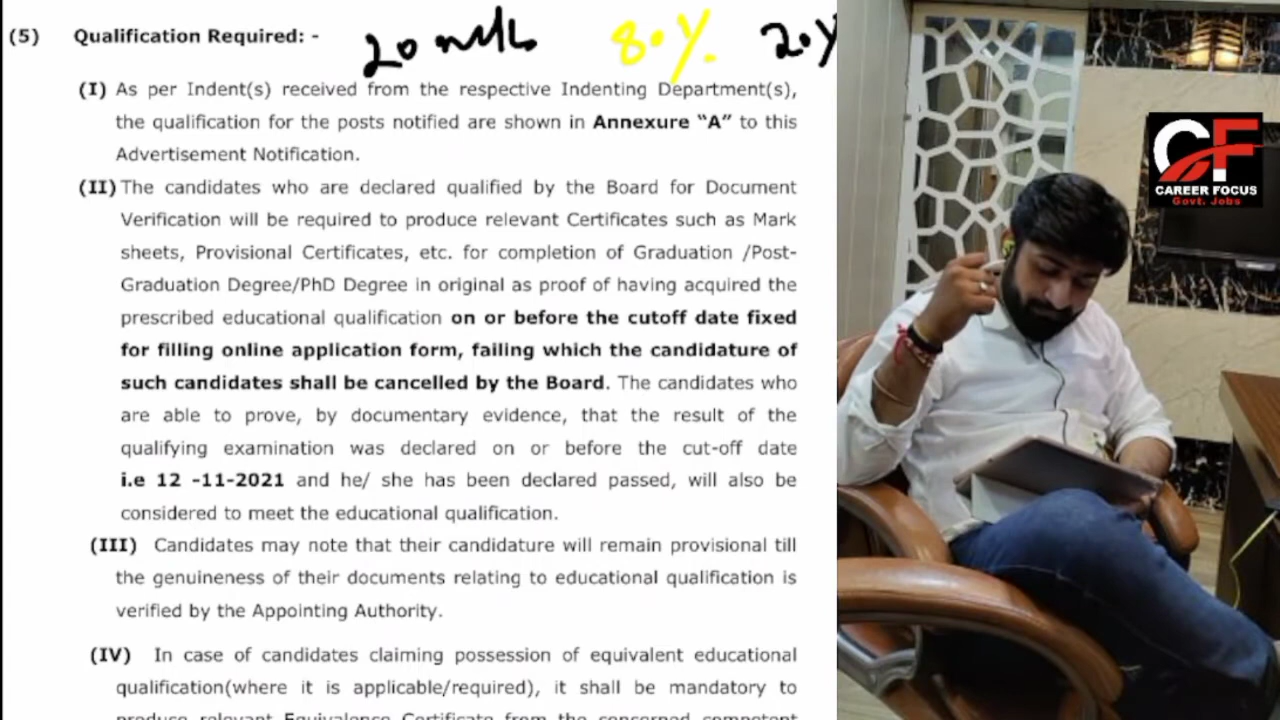 (5) Qualification Required: -
80%.
(I) As per Indent(s) received from the respective Indenting Department(s),
the qualification for the posts notified are shown in Annexure “A” to this
Advertisement Notification.
(II) The candidates who are declared qualified by the Board for Document
Verification will be required to produce relevant Certificates such as Mark
sheets, Provisional Certificates, etc. for completion of Graduation /Post-
Graduation Degree/PhD Degree in original as proof of having acquired the
prescribed educational qualification on or before the cutoff date fixed
for filling online application form, failing which the candidature of
such candidates shall be cancelled by the Board. The candidates who
are able to prove, by documentary evidence, that the result of the
qualifying examination was declared on or before the cut-off date
i.e 12 -11-2021 and he/ she has been declared passed, will also be
considered to meet the educational qualification.
(III) Candidates may note that their candidature will remain provisional till
the genuineness of their documents relating to educational qualification is
verified by the Appointing Authority.
(IV) In case of candidates claiming possession of equivalent educational
qualification(where it is applicable/required), it shall be mandatory to
produce relevant Equivalence Certificate from the concerned competent
CF
CAREER FOCUS
Govt. Jobs